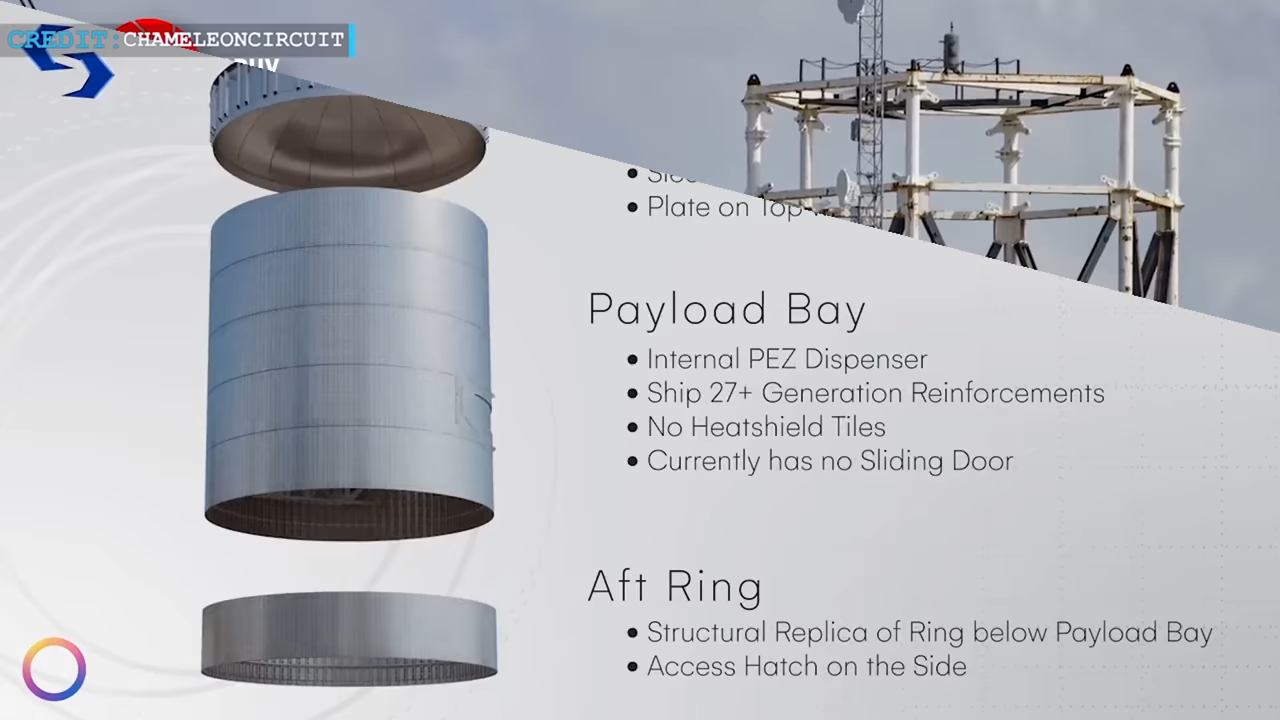 CREDIT:CHAMELEONCIRCUIT
Plate on Top
Payload Bay
Internal PEZ Dispenser
Ship 27+ Generation Reinforcements
No Heatshield Tiles
Currently has no Sliding Door
Aft Ring
Structural Replica of Ring below Payload Bay
Access Hatch on the Side